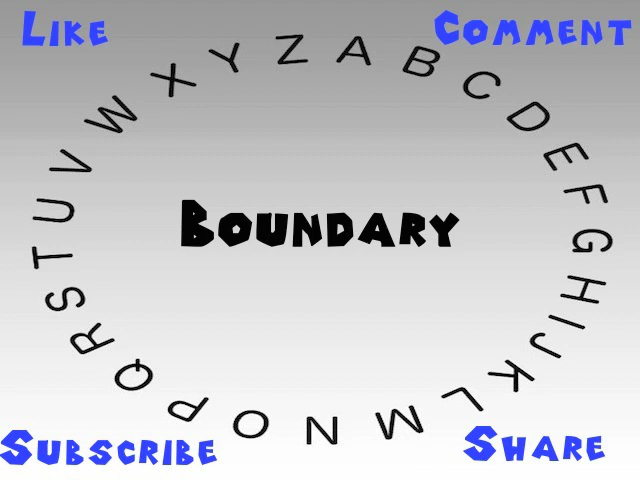 Like
Comment
A B C D E F G H I J K L M N O P Q R S T U V W X Y Z
Boundary
Subscribe
Share